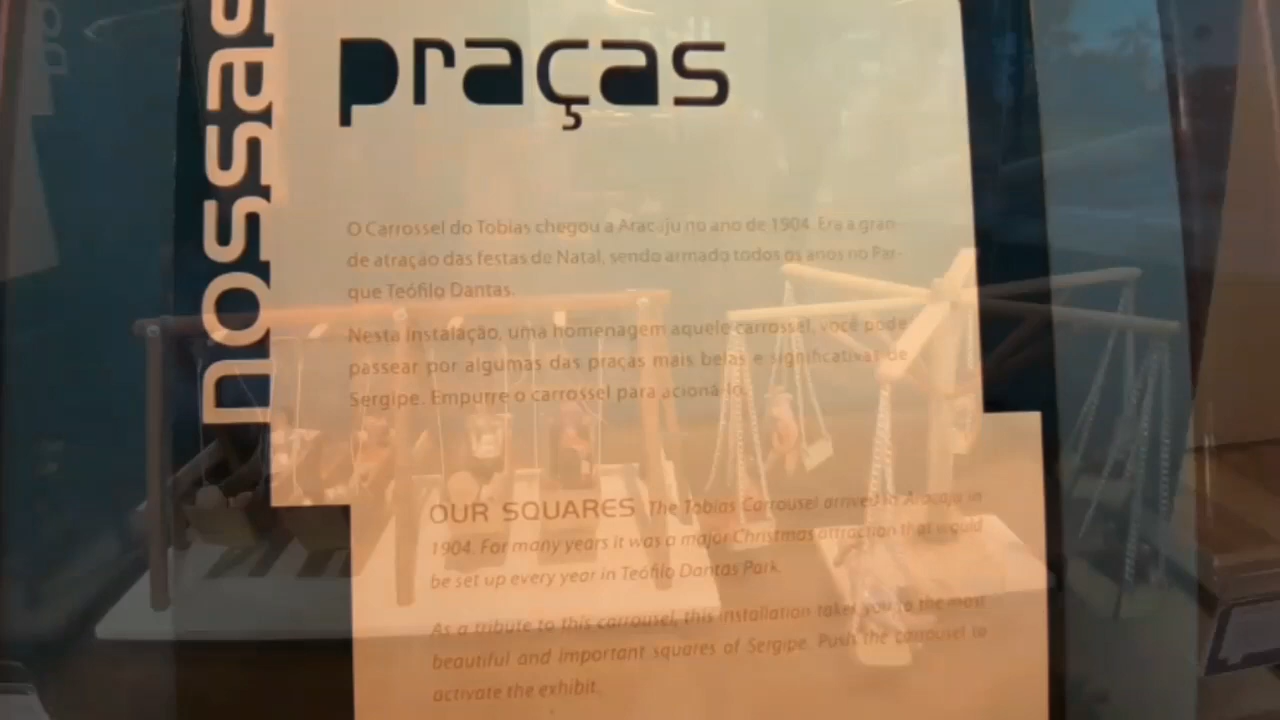 nossas
praças
O Carrossel do Tobias chegou a Aracaju no ano de 1904. Era a gran-
de atração das festas de Natal, sendo armado todos os anos no Par-
que Teófilo Dantas.
Nesta instalação, uma homenagem aquele carrossel, você pode
passear por algumas das praças mais belas e significativas de
Sergipe. Empurre o carrossel para acioná-lo.
OUR SQUARES The Tobias Carrousel arrived in Aracaju in
1904. For many years it was a major Christmas attraction that would
be set up every year in Teófilo Dantas Park.
As a tribute to this carrousel, this installation takes you to the most
beautiful and important squares of Sergipe. Push the carrousel to
activate the exhibit.